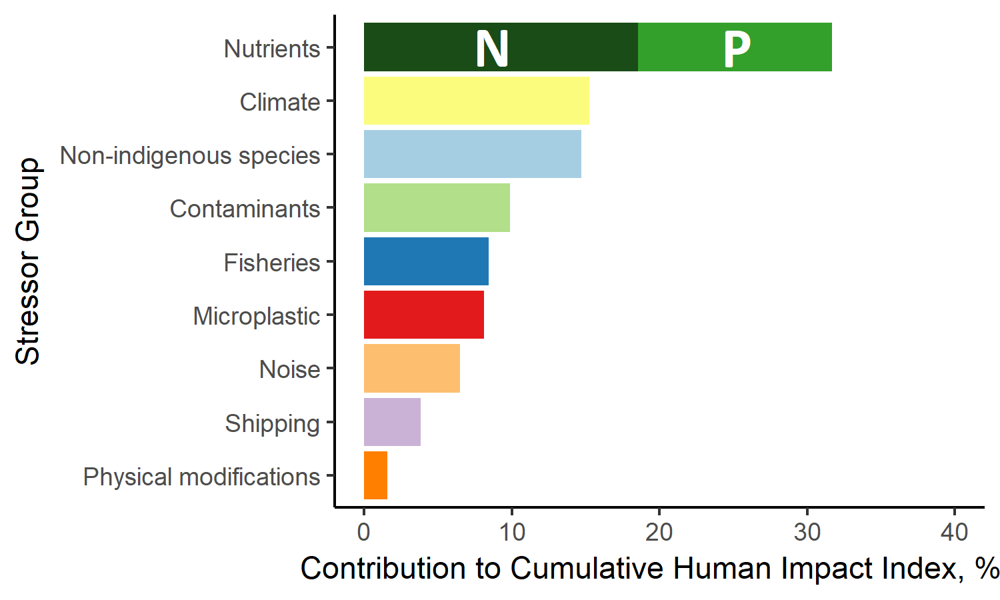 Stressor Group
Nutrients
N
P
Climate
Non-indigenous species
Contaminants
Fisheries
Microplastic
Noise
Shipping
Physical modifications
0 10 20 30 40
Contribution to Cumulative Human Impact Index, %